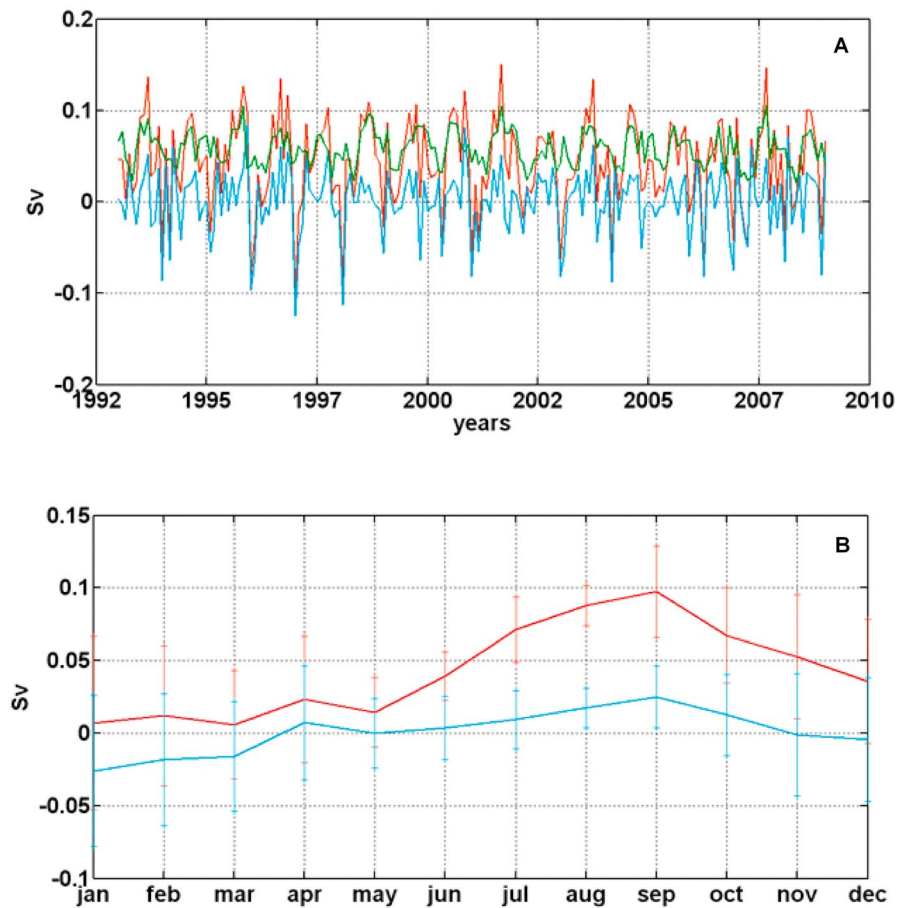 A
0.2
0.1
0
-0.1
-0.2
Sv
1992 1995 1997 2000 2002 2005 2007 2010
years
B
0.15
0.1
0.05
0
-0.05
-0.1
Sv
jan feb mar apr may jun jul aug sep oct nov dec